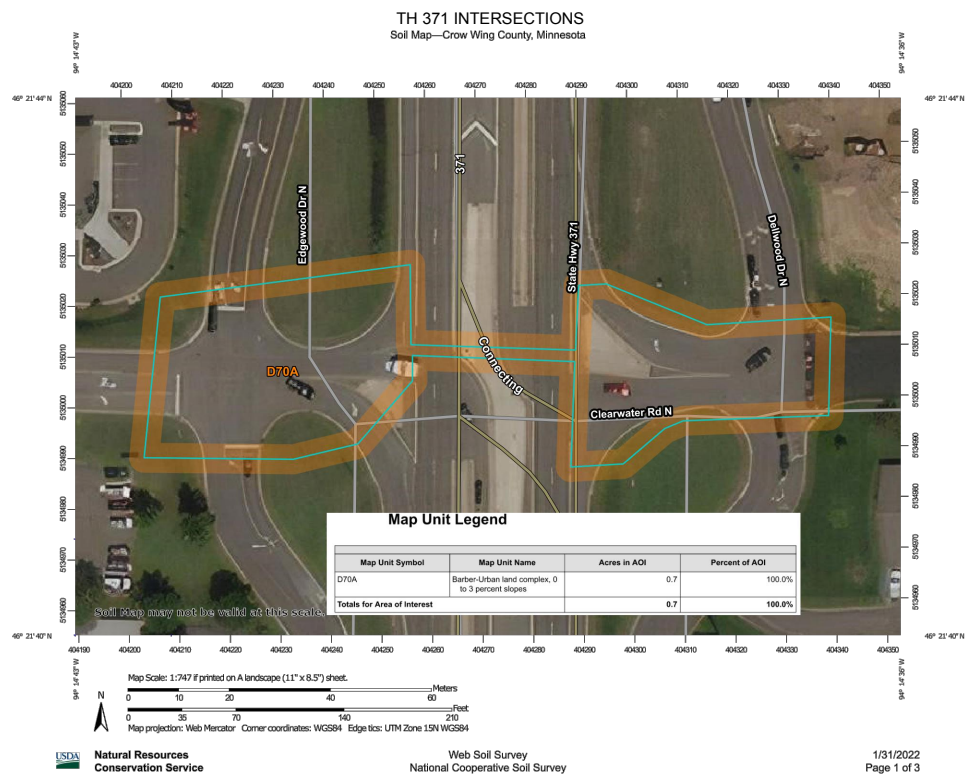 TH 371 INTERSECTIONS
Soil Map—Crow Wing County, Minnesota
94° 14' 43" W
94° 14' 36" W
404200 404210 404220 404230 404240 404250 404260 404270 404280 404290 404300 404310 404320 404330 404340 404350
46° 21' 44" N
46° 21' 44" N
5135060
5135050
5135040
5135030
5135020
5135010
5135000
5134990
5134980
5134970
5134960
5135050
5135040
5135030
5135020
5135010
5135000
5134990
5134980
5134970
5134960
371
Edgewood Dr N
State Hwy 371
Dellwood Dr N
Connecting
D70A
Clearwater Rd N
Map Unit Legend
Map Unit Symbol Map Unit Name Acres in AOI Percent of AOI
D70A Barber-Urban land complex, 0 to 3 percent slopes 0.7 100.0%
Totals for Area of Interest 0.7 100.0%
Soil Map may not be valid at this scale.
46° 21' 40" N
46° 21' 40" N
404190 404200 404210 404220 404230 404240 404250 404260 404270 404280 404290 404300 404310 404320 404330 404340 404350
94° 14' 43" W
94° 14' 36" W
Map Scale: 1:747 if printed on A landscape (11" x 8.5") sheet.
N
Meters
0 10 20 40 60
Feet
0 35 70 140 210
Map projection: Web Mercator Corner coordinates: WGS84 Edge tics: UTM Zone 15N WGS84
USDA
Natural Resources
Conservation Service
Web Soil Survey
National Cooperative Soil Survey
1/31/2022
Page 1 of 3